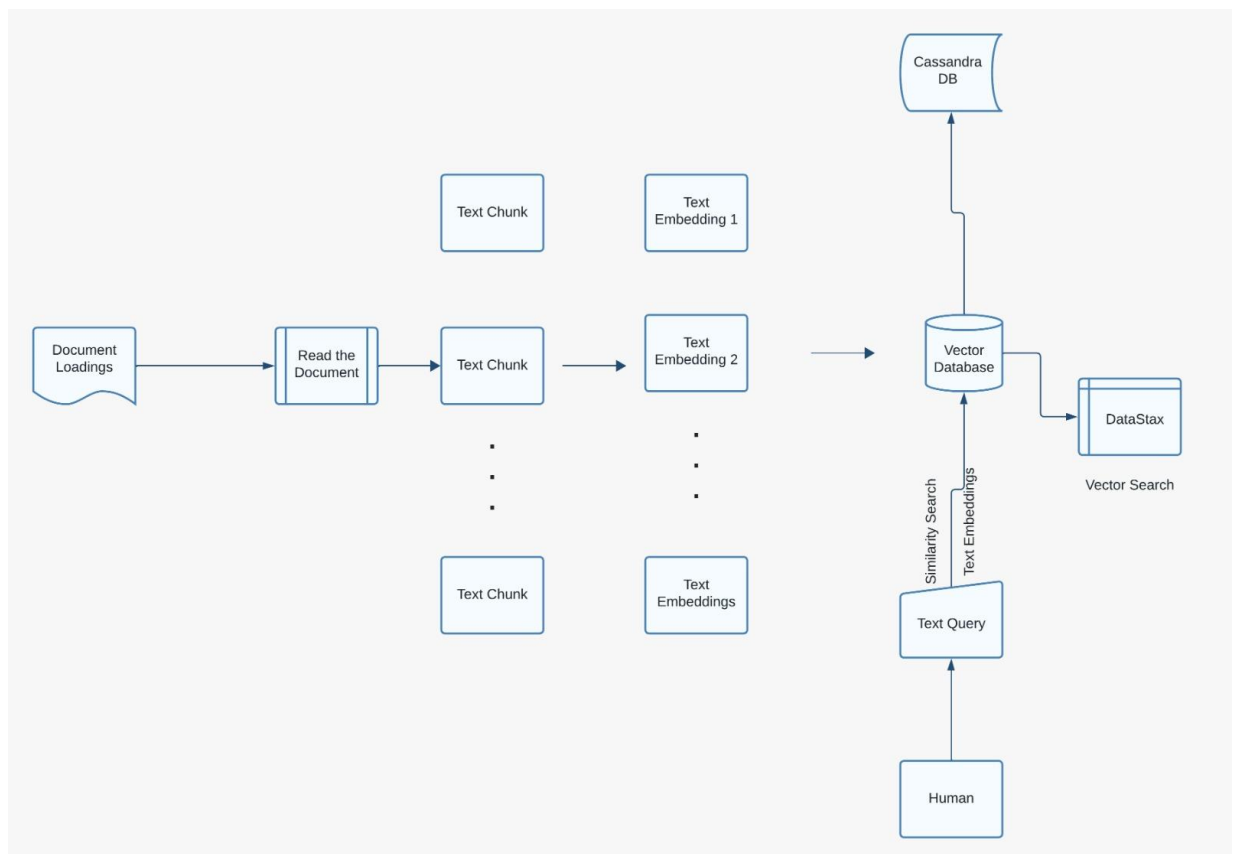 Cassandra
DB
Text Chunk
Text
Embedding 1
Document
Loadings
Read the
Document
Text Chunk
Text
Embedding 2
Vector
Database
DataStax
Vector Search
Similarity Search
Text Embeddings
Text Chunk
Text
Embeddings
Text Query
Human